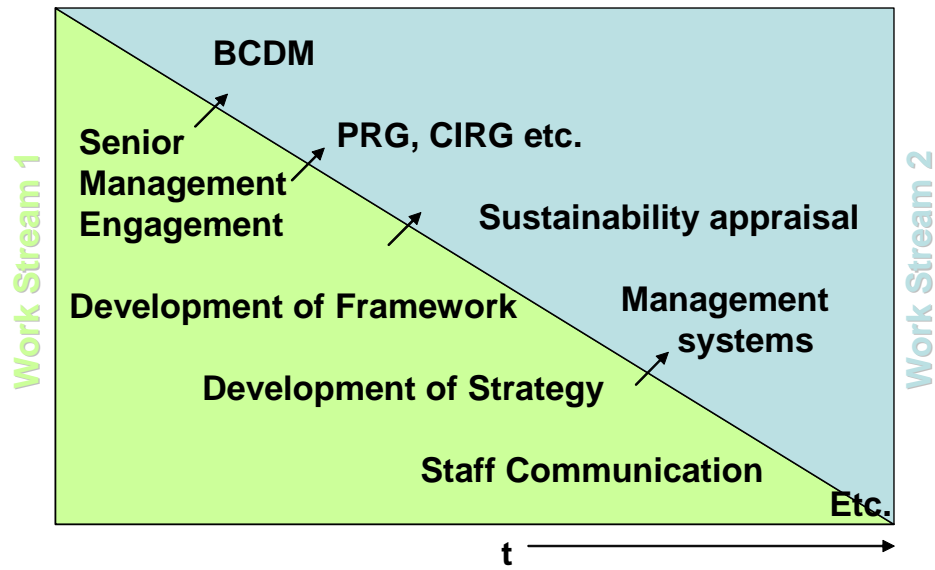 BCDM
PRG, CIRG etc.
Senior
Management
Engagement
Work Stream 1
Work Stream 2
Sustainability appraisal
Development of Framework
Management
systems
Development of Strategy
Staff Communication
Etc.
t